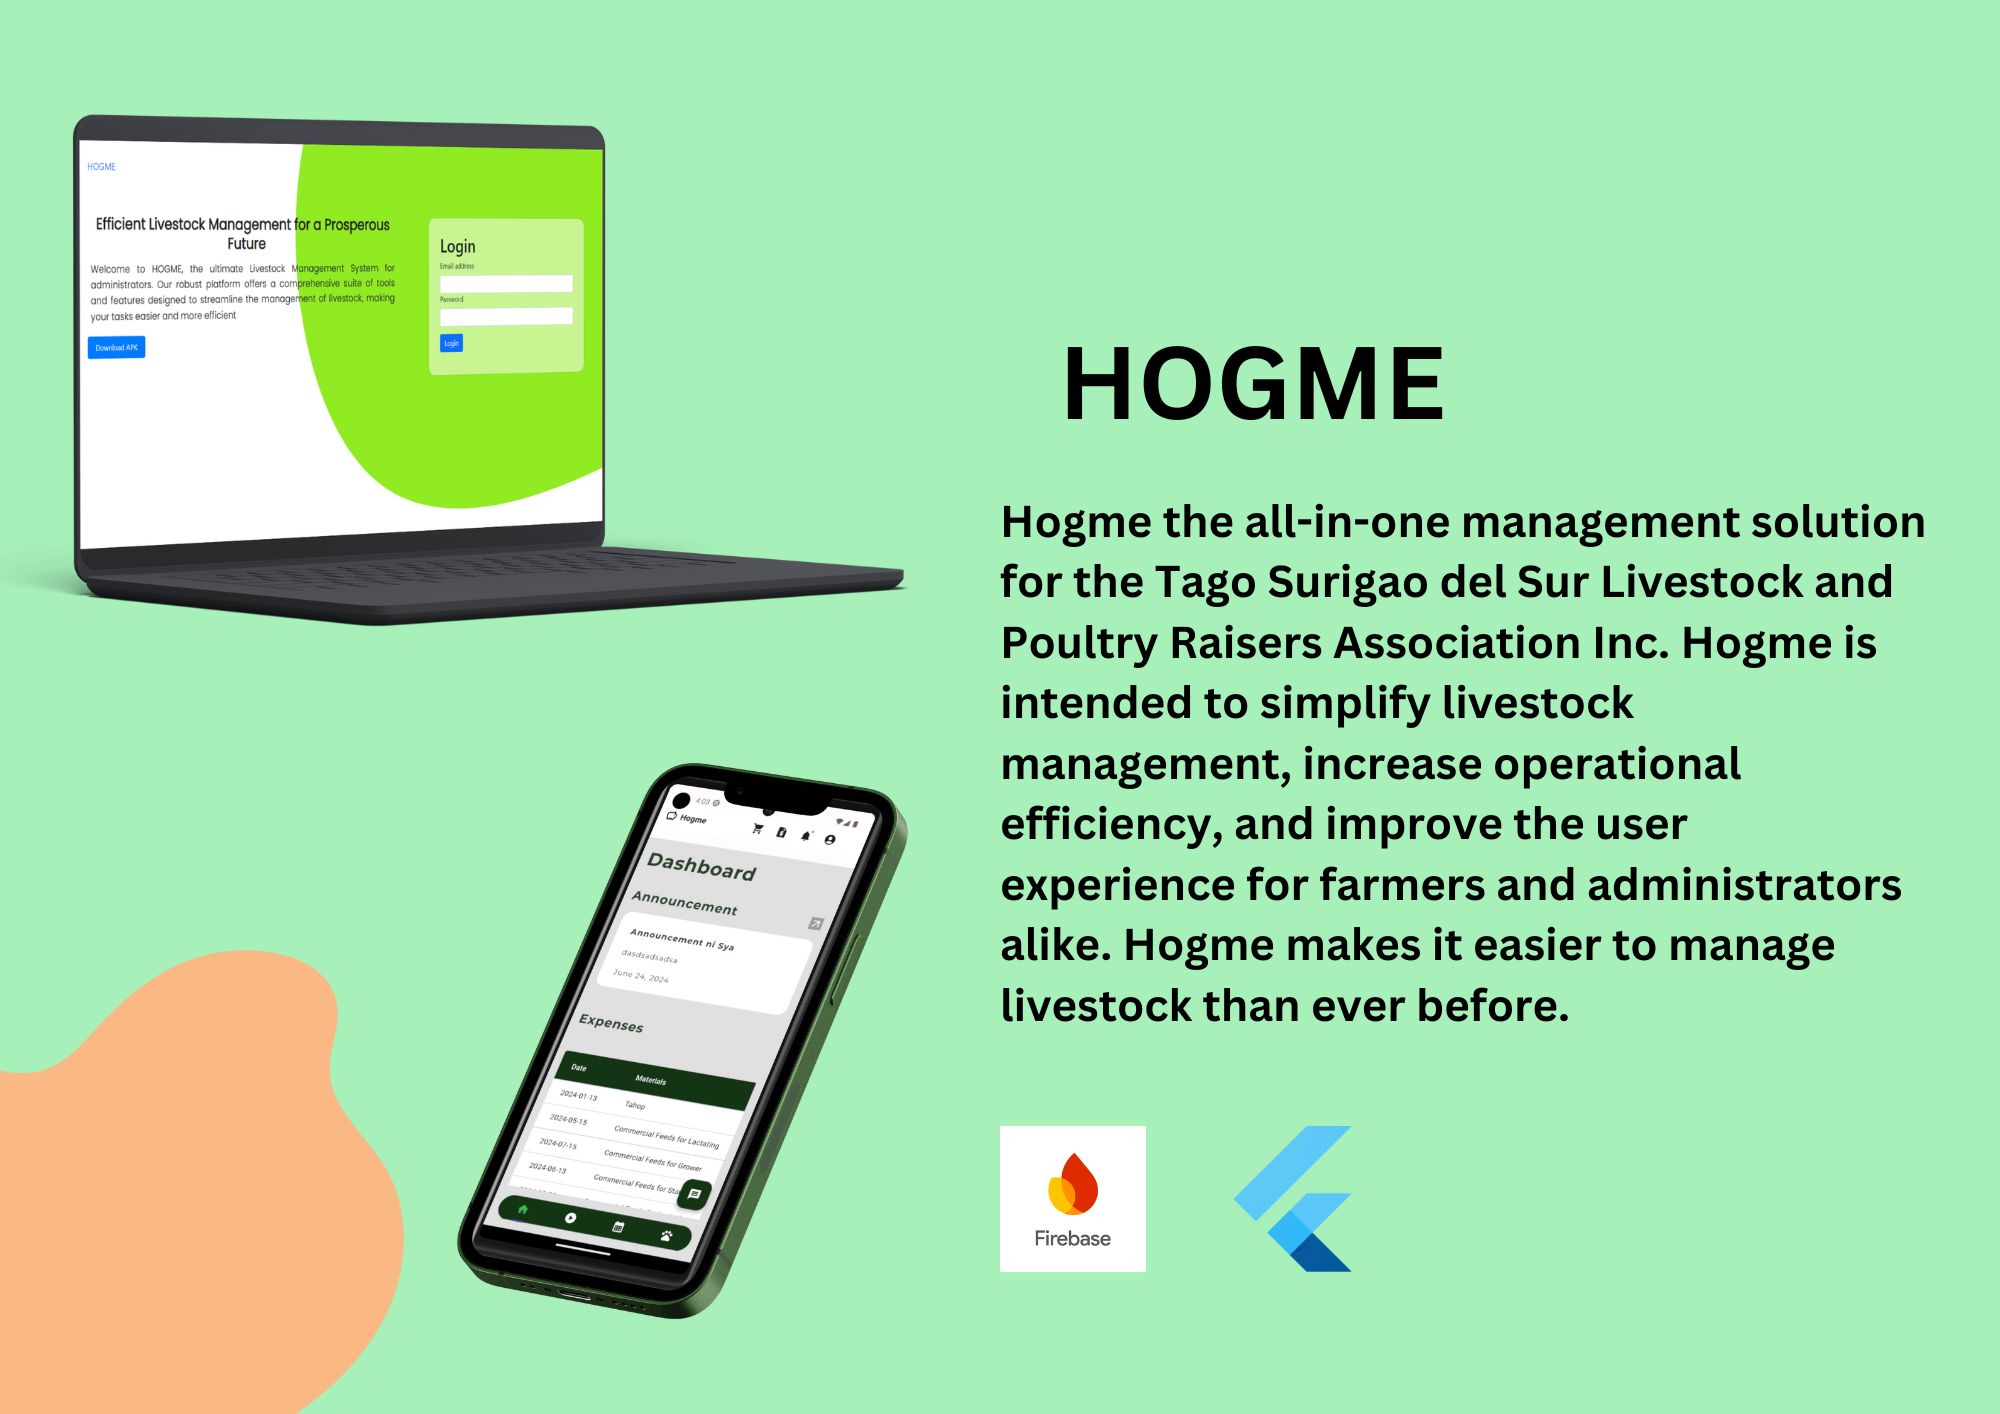 HOGME
Efficient Livestock Management for a Prosperous
Future
Welcome to HOGME, the ultimate Livestock Management System for
administrators. Our robust platform offers a comprehensive suite of tools
and features designed to streamline the management of livestock, making
your tasks easier and more efficient
Download APK
Login
Email address
Password
Login
HOGME
Hogme the all-in-one management solution
for the Tago Surigao del Sur Livestock and
Poultry Raisers Association Inc. Hogme is
intended to simplify livestock
management, increase operational
efficiency, and improve the user
experience for farmers and administrators
alike. Hogme makes it easier to manage
livestock than ever before.
4:03
Hogme
Dashboard
Announcement
Announcement ni Sya
dasdsadsadsa
June 24, 2024
Expenses
Date Materials
2024-01-13 Tahop
2024-05-15 Commercial Feeds for Lactating
2024-07-15 Commercial Feeds for Grower
2024-06-13 Commercial Feeds for
Firebase